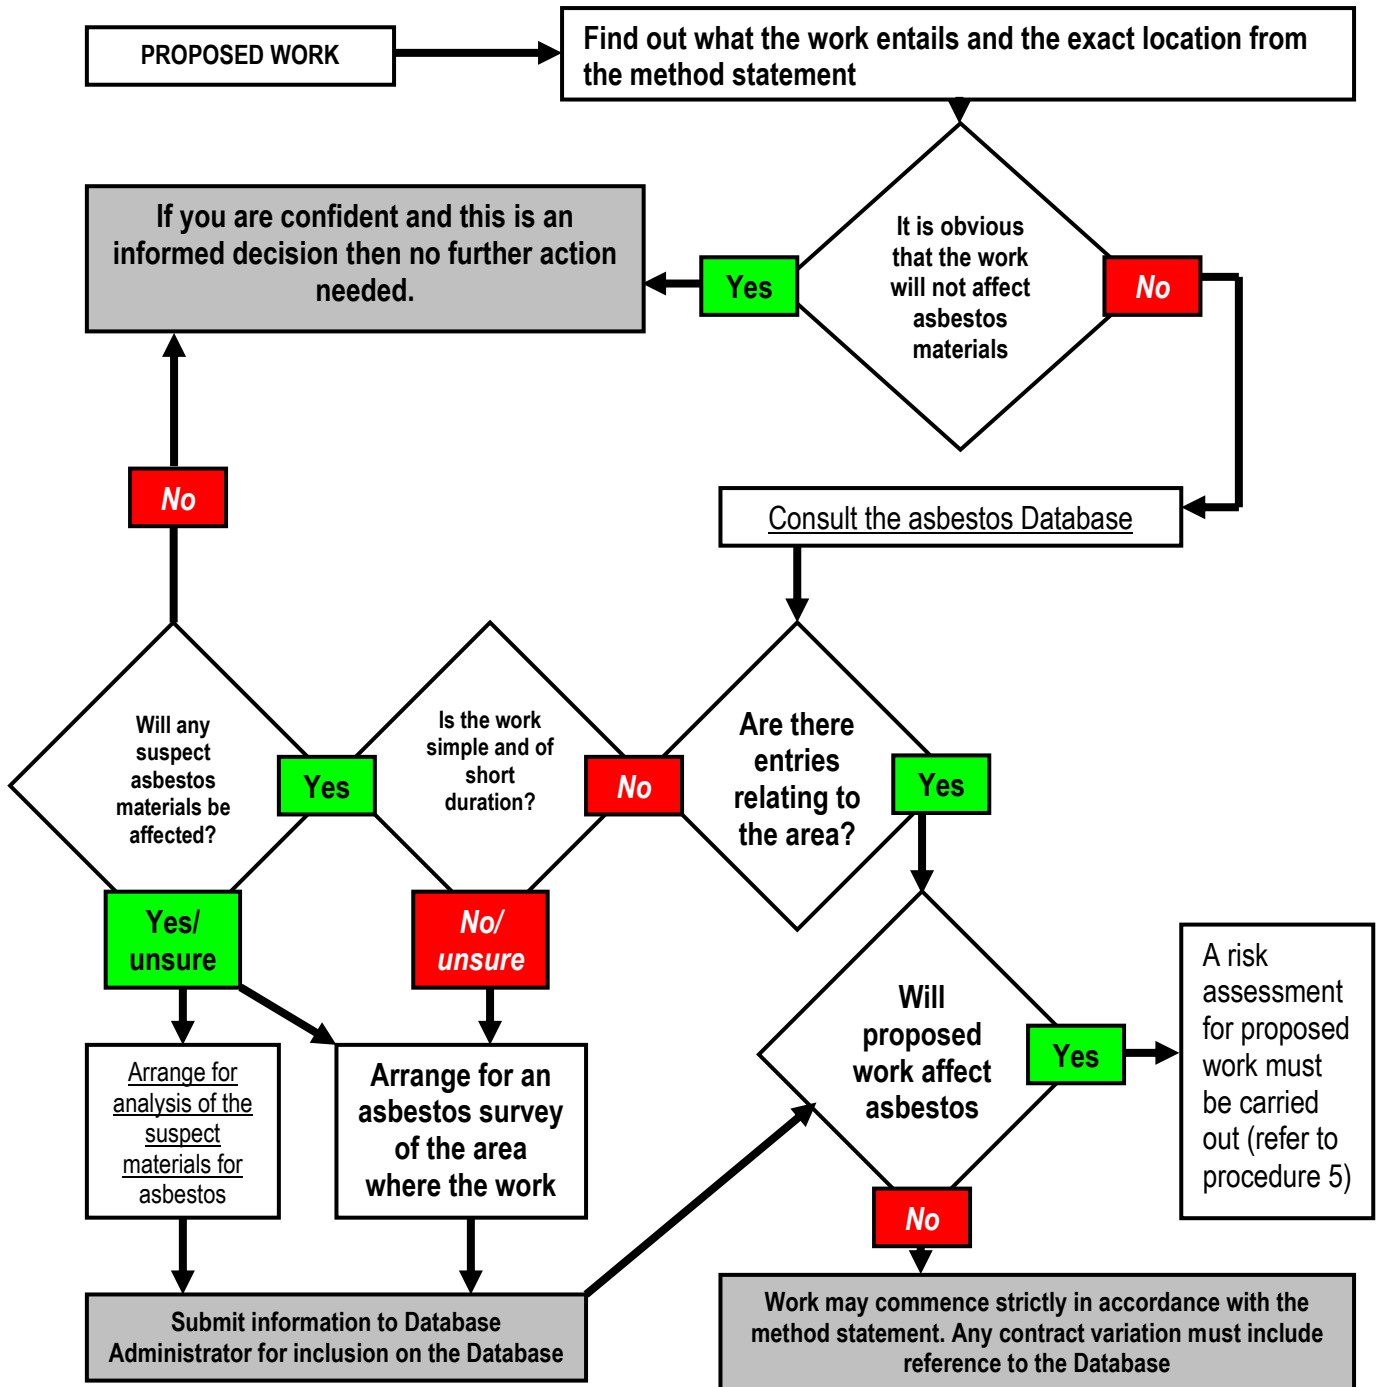 PROPOSED WORK
Find out what the work entails and the exact location from
the method statement
If you are confident and this is an
informed decision then no further action
needed.
Yes
It is obvious
that the work
will not affect
asbestos
materials
No
No
Consult the asbestos Database
Will any
suspect
asbestos
materials be
affected?
Yes
Is the work
simple and of
short
duration?
No
Are there
entries
relating to
the area?
Yes
Yes/
unsure
No/
unsure
Arrange for
analysis of the
suspect
materials for
asbestos
Arrange for an
asbestos survey
of the area
where the work
Will
proposed
work affect
asbestos
Yes
A risk
assessment
for proposed
work must
be carried
out (refer to
procedure 5)
No
Submit information to Database
Administrator for inclusion on the Database
Work may commence strictly in accordance with the
method statement. Any contract variation must include
reference to the Database